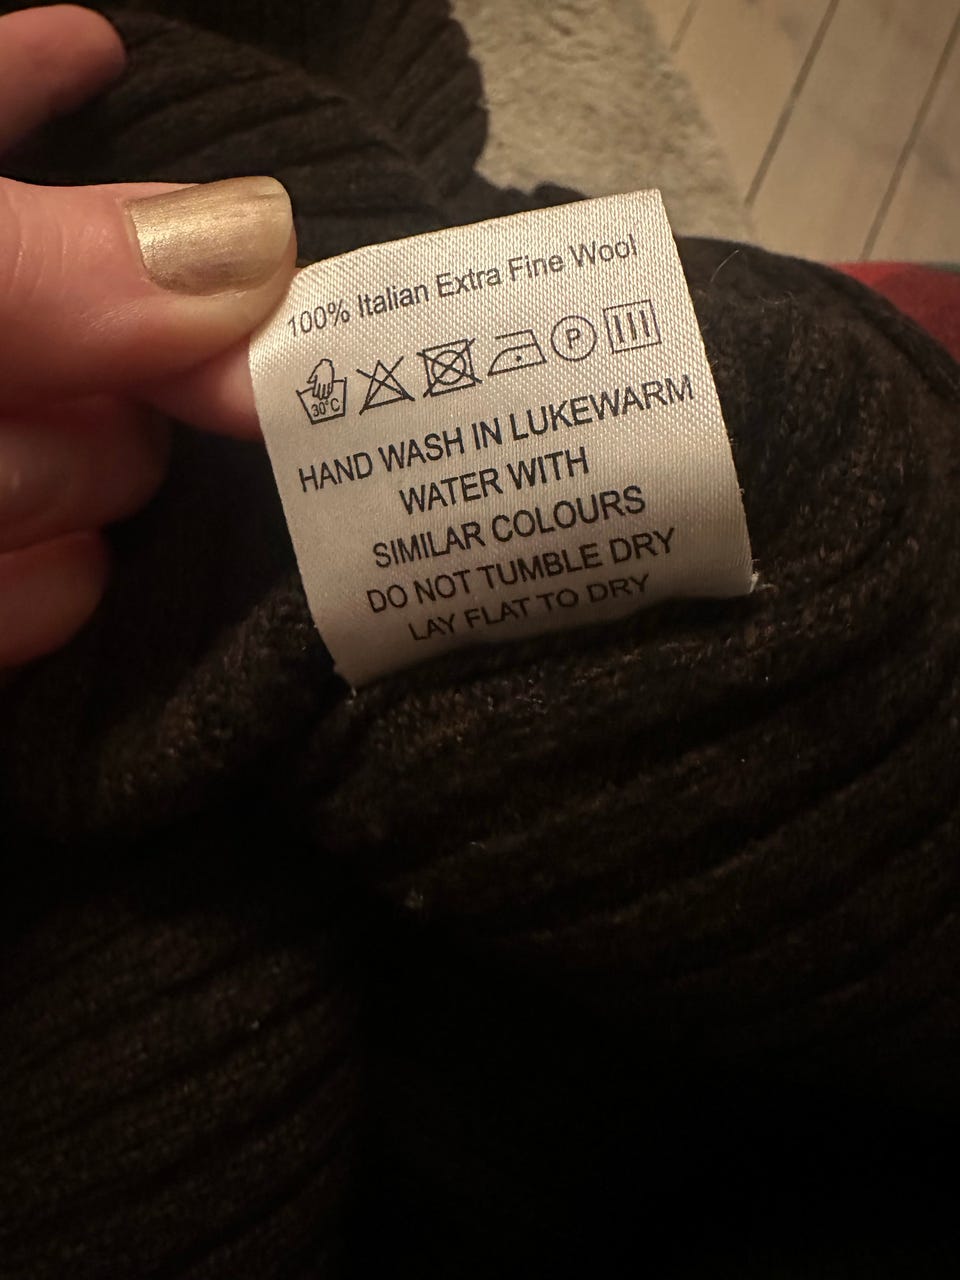 100% Italian Extra Fine Wool
30°C P
HAND WASH IN LUKEWARM
WATER WITH
SIMILAR COLOURS
DO NOT TUMBLE DRY
LAY FLAT TO DRY